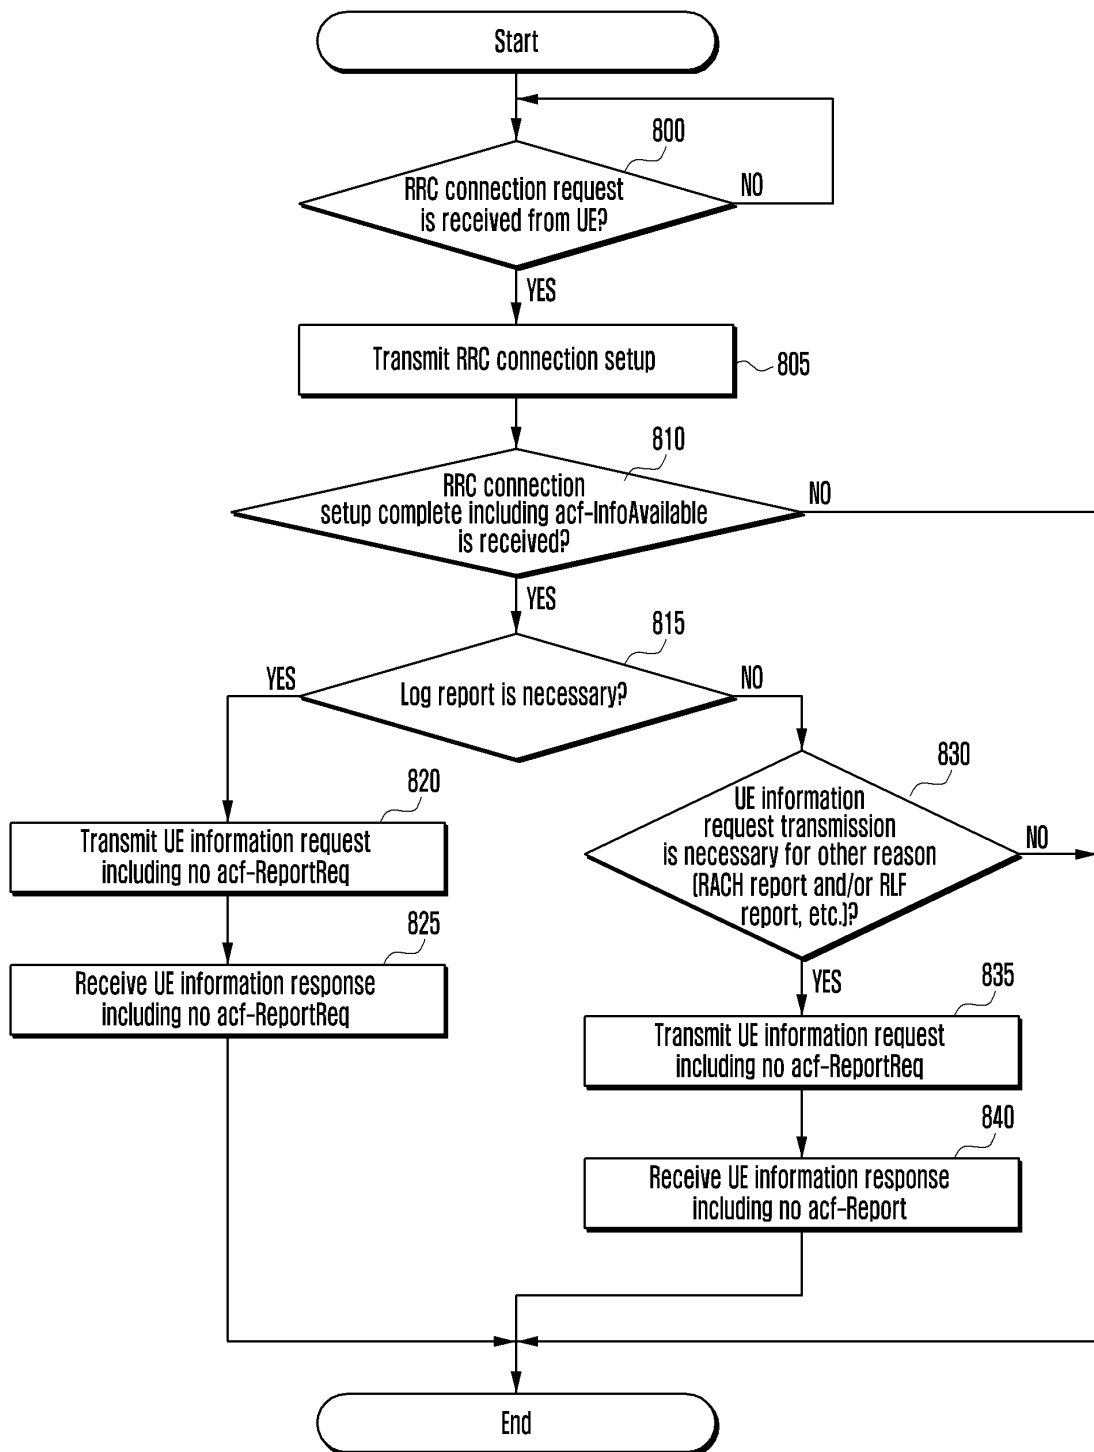 Start
800
RRC connection request
is received from UE?
NO
YES
Transmit RRC connection setup
805
810
RRC connection
setup complete including acf-InfoAvailable
is received?
NO
YES
815
Log report is necessary?
YES
NO
820
Transmit UE information request
including no acf-ReportReq
825
Receive UE information response
including no acf-ReportReq
830
UE information
request transmission
is necessary for other reason
(RACH report and/or RLF
report, etc.)?
NO
YES
835
Transmit UE information request
including no acf-ReportReq
840
Receive UE information response
including no acf-Report
End